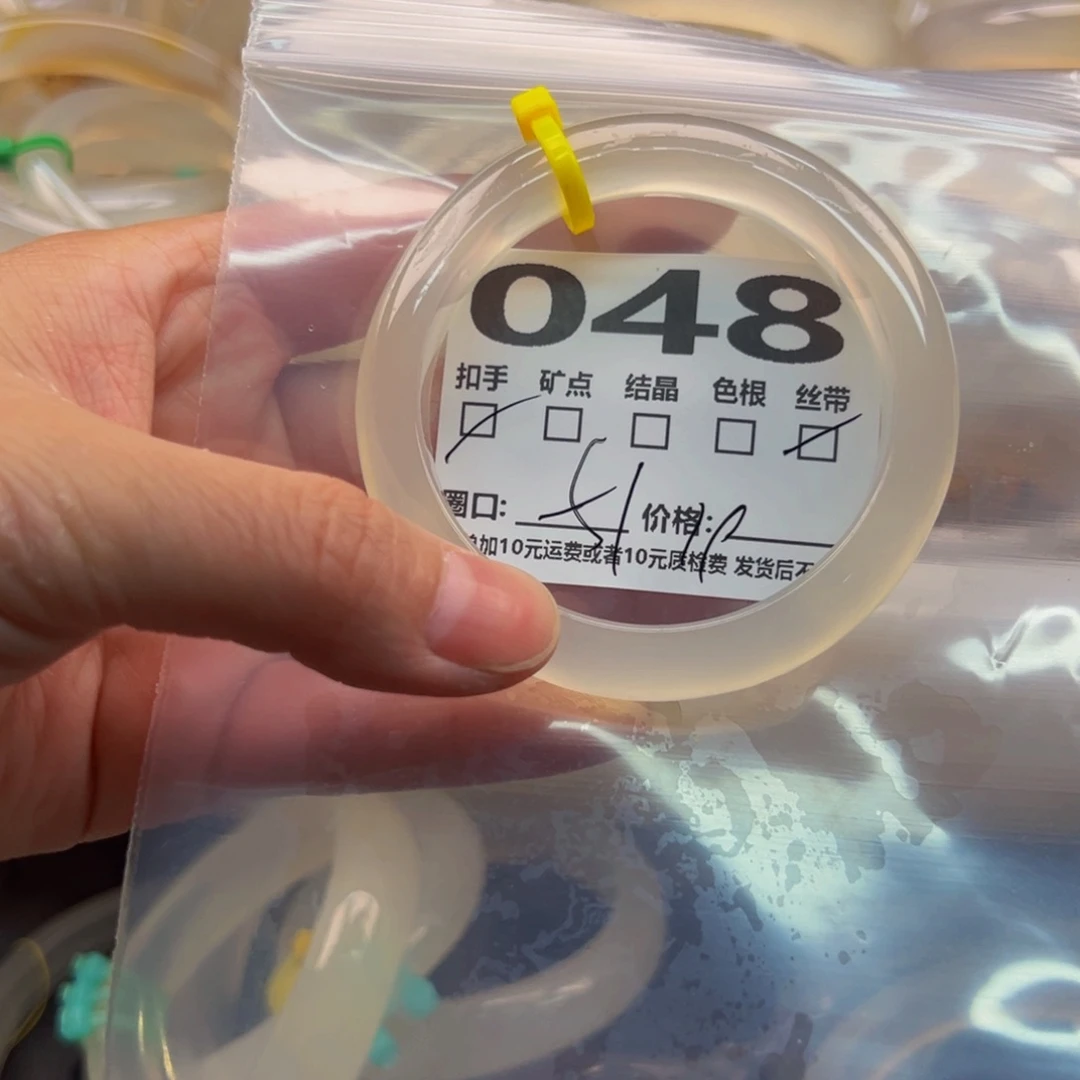 048
扣手 矿点 结晶 色根 丝带
圈口: 51 价格:
加10元运费或者10元质检费 发货后不